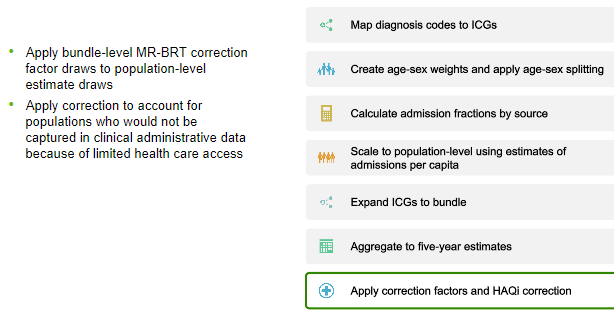 • Apply bundle-level MR-BRT correction
factor draws to population-level
estimate draws
• Apply correction to account for
populations who would not be
captured in clinical administrative data
because of limited health care access
Map diagnosis codes to ICGs
Create age-sex weights and apply age-sex splitting
Calculate admission fractions by source
Scale to population-level using estimates of
admissions per capita
Expand ICGs to bundle
Aggregate to five-year estimates
Apply correction factors and HAQi correction